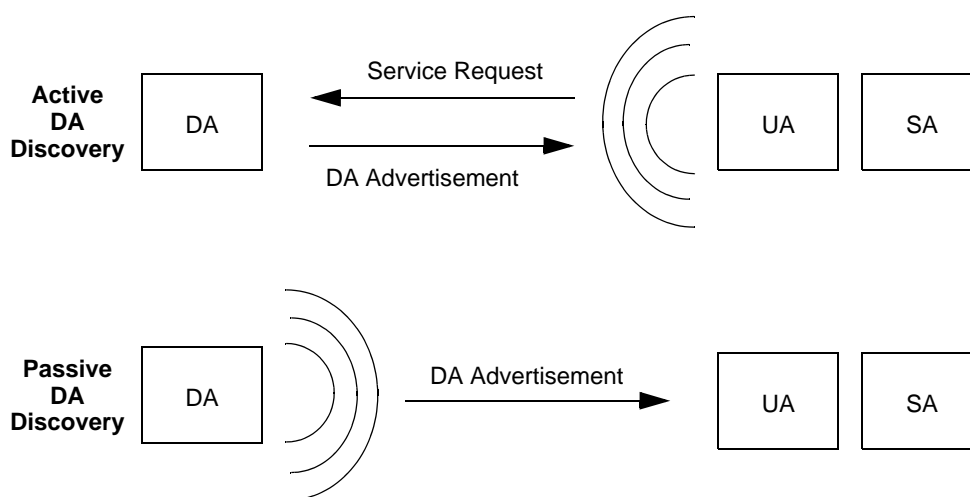 Service Request
Active
DA
Discovery
DA
UA
SA
DA Advertisement
Passive
DA
Discovery
DA
DA Advertisement
UA
SA